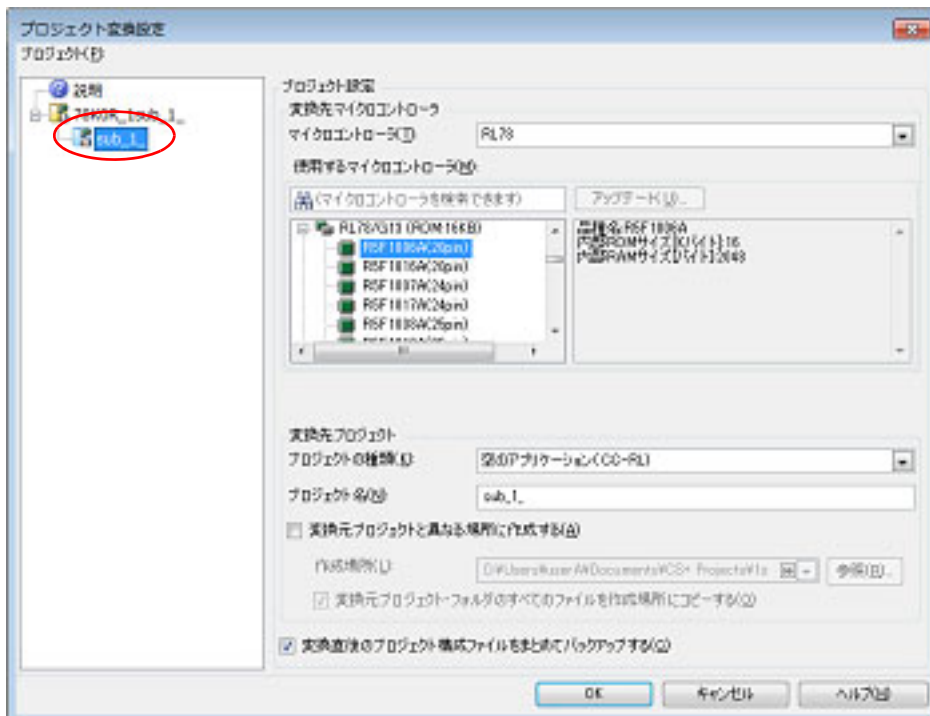 プロジェクト変換設定
プロジェクト(P)
説明
78K0R_1sub_1_
sub_1_
プロジェクト設定
変換先マイクロコントローラ
マイクロコントローラ(T)
RL78
使用するマイクロコントローラ(M):
(マイクロコントローラを検索できます)
アップデート(U)...
RL78/G13 (ROM:16KB)
R5F1006A(20pin)
R5F1016A(20pin)
R5F1007A(24pin)
R5F1017A(24pin)
R5F1008A(25pin)
品種名:R5F1006A
内部ROMサイズ[Kバイト]:16
内部RAMサイズ[バイト]:2048
変換先プロジェクト
プロジェクトの種類(K):
空のアプリケーション(CC-RL)
プロジェクト名(N):
sub_1_
変換元プロジェクトと異なる場所に作成する(A)
作成場所(L):
D:¥Users¥userA¥Documents¥CS+ Projects¥1s
参照(R)...
変換元プロジェクト・フォルダのすべてのファイルを作成場所にコピーする(O)
変換直後のプロジェクト構成ファイルをまとめてバックアップする(C)
OK
キャンセル
ヘルプ(H)